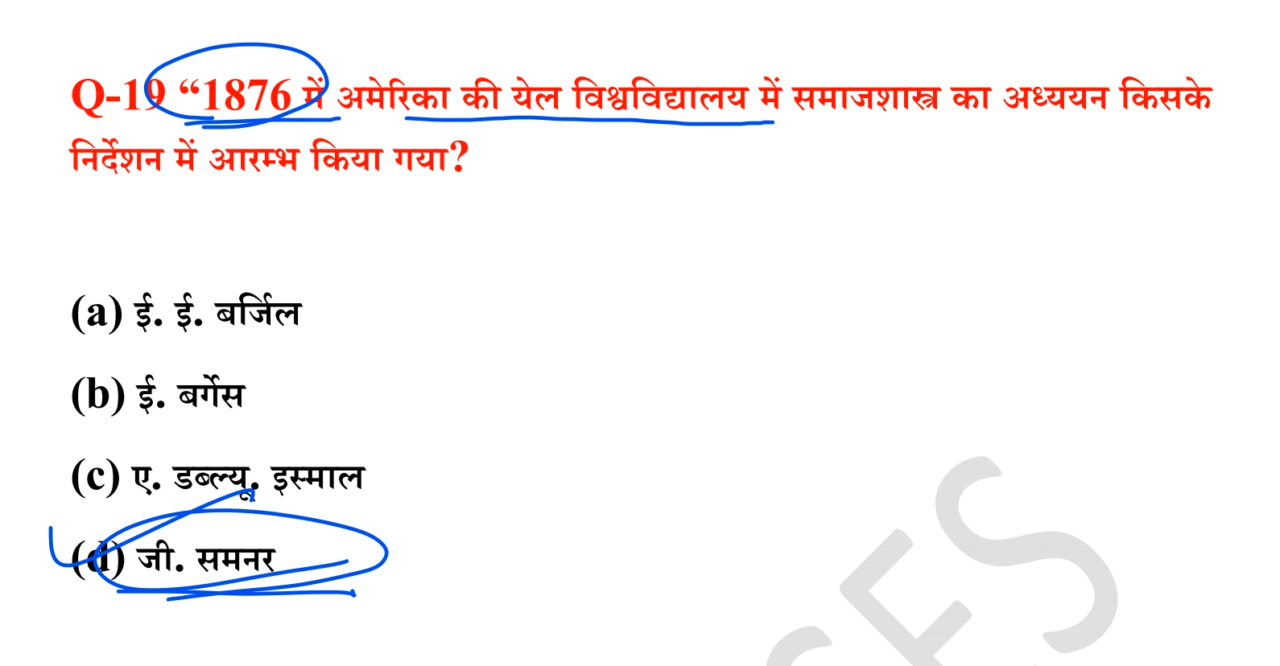 Q-19 “1876 में अमेरिका की येल विश्वविद्यालय में समाजशास्त्र का अध्ययन किसके
निर्देशन में आरम्भ किया गया?
(a) ई. ई. बर्जिल
(b) ई. बर्गेस
(c) ए. डब्ल्यू. इस्माल
(d) जी. समनर